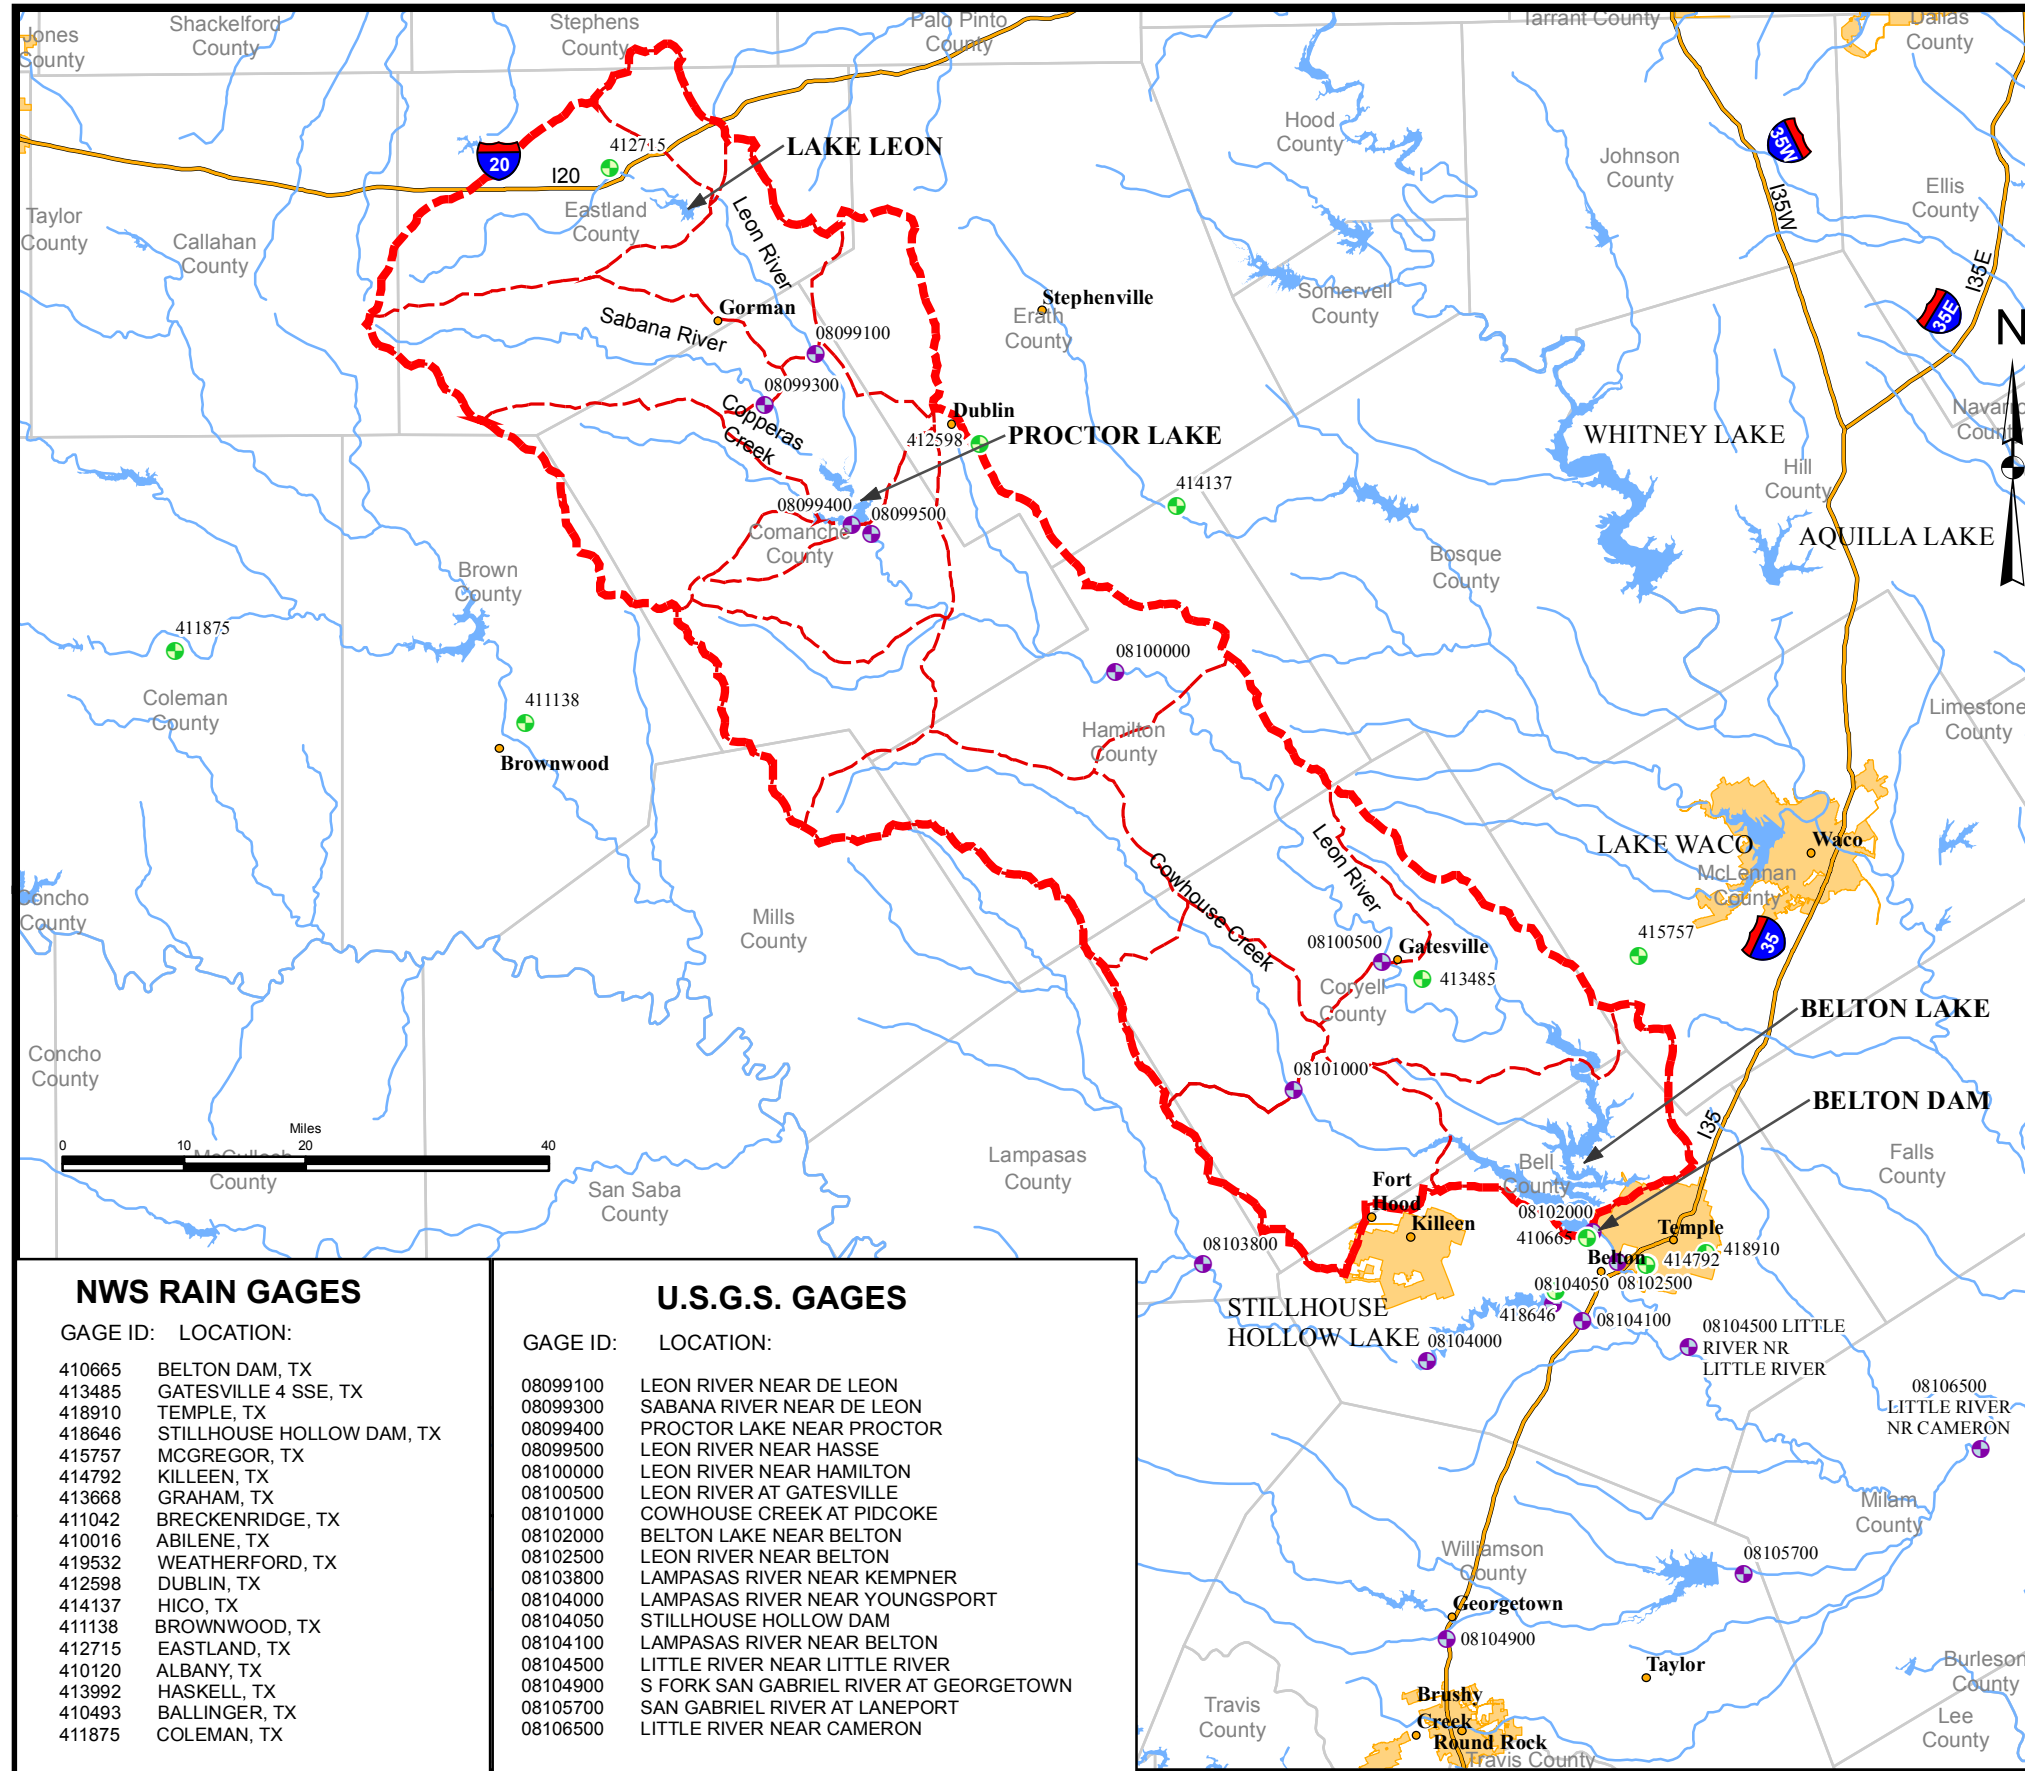 Jones
County
Shackelford
County
Stephens
County
Palo Pinto
County
Tarrant County
Dallas
County
412715
LAKE LEON
Hood
County
35W
Johnson
County
20
I20
I35W
Ellis
County
Taylor
County
Callahan
County
Eastland
County
Leon River
I35E
Somervell
County
35E
N
Gorman
Stephenville
Erath
County
Sabana River
08099100
08099300
Copperas
Creek
Dublin
412598
PROCTOR LAKE
WHITNEY LAKE
Navarro
County
Hill
County
414137
08099400
08099500
Comanche
County
AQUILLA LAKE
Bosque
County
Brown
County
411875
08100000
Coleman
County
411138
Hamilton
County
Limestone
County
Brownwood
Leon River
LAKE WACO
Waco
McLennan
County
Cowhouse Creek
Concho
County
Mills
County
415757
35
08100500
Gatesville
413485
Coryell
County
BELTON LAKE
Concho
County
08101000
BELTON DAM
I35
Miles
0 10 20 40
McCulloch
County
San Saba
County
Lampasas
County
Bell
County
Falls
County
Fort
Hood
Killeen
08102000
410665
Temple
Belton
414792
418910
08103800
08104050
08102500
STILLHOUSE
HOLLOW LAKE
418646
08104100
08104000
08104500 LITTLE
RIVER NR
LITTLE RIVER
08106500
LITTLE RIVER
NR CAMERON
Milam
County
Williamson
County
08105700
Georgetown
08104900
Taylor
Burleson
County
Brushy
Creek
Round Rock
Travis
County
Travis County
Lee
County
NWS RAIN GAGES
GAGE ID: LOCATION:
410665 BELTON DAM, TX
413485 GATESVILLE 4 SSE, TX
418910 TEMPLE, TX
418646 STILLHOUSE HOLLOW DAM, TX
415757 MCGREGOR, TX
414792 KILLEEN, TX
413668 GRAHAM, TX
411042 BRECKENRIDGE, TX
410016 ABILENE, TX
419532 WEATHERFORD, TX
412598 DUBLIN, TX
414137 HICO, TX
411138 BROWNWOOD, TX
412715 EASTLAND, TX
410120 ALBANY, TX
413992 HASKELL, TX
410493 BALLINGER, TX
411875 COLEMAN, TX
U.S.G.S. GAGES
GAGE ID: LOCATION:
08099100 LEON RIVER NEAR DE LEON
08099300 SABANA RIVER NEAR DE LEON
08099400 PROCTOR LAKE NEAR PROCTOR
08099500 LEON RIVER NEAR HASSE
08100000 LEON RIVER NEAR HAMILTON
08100500 LEON RIVER AT GATESVILLE
08101000 COWHOUSE CREEK AT PIDCOKE
08102000 BELTON LAKE NEAR BELTON
08102500 LEON RIVER NEAR BELTON
08103800 LAMPASAS RIVER NEAR KEMPNER
08104000 LAMPASAS RIVER NEAR YOUNGSPORT
08104050 STILLHOUSE HOLLOW DAM
08104100 LAMPASAS RIVER NEAR BELTON
08104500 LITTLE RIVER NEAR LITTLE RIVER
08104900 S FORK SAN GABRIEL RIVER AT GEORGETOWN
08105700 SAN GABRIEL RIVER AT LANEPORT
08106500 LITTLE RIVER NEAR CAMERON